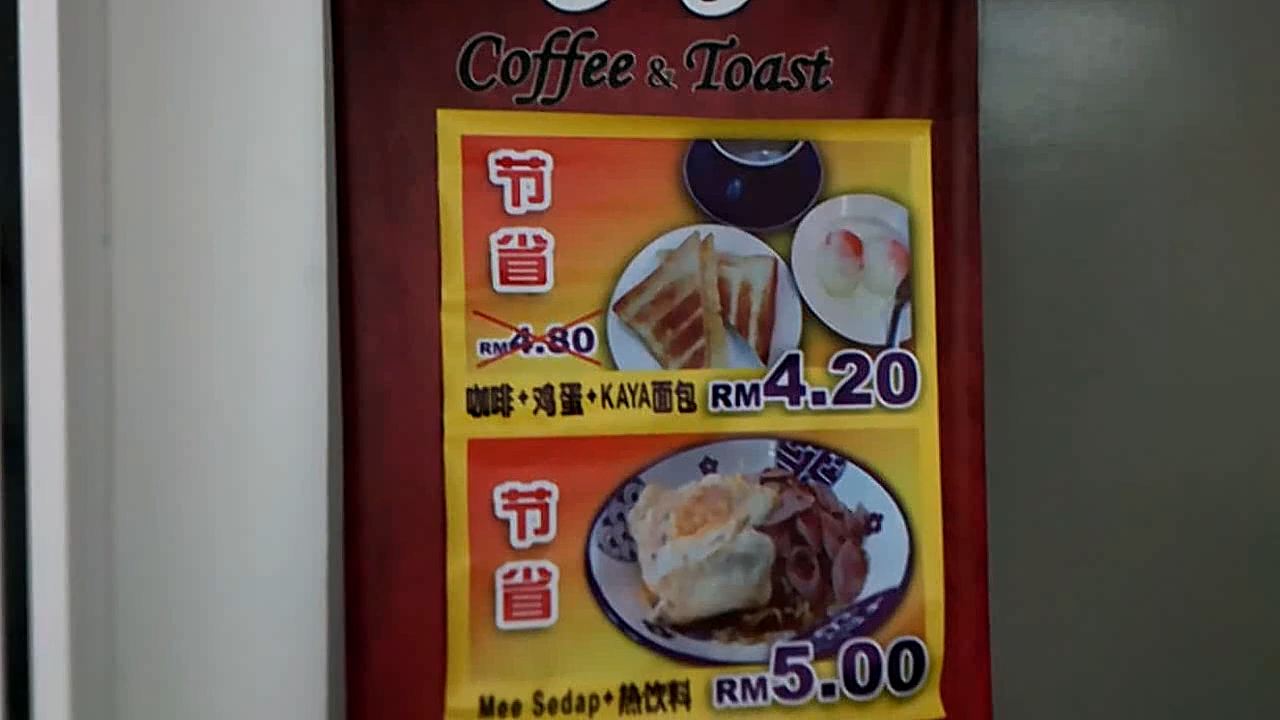 Coffee & Toast
节
省
RM4.80
咖啡+鸡蛋+KAYA面包 RM4.20
节
省
Mee Sedap+热饮料 RM5.00